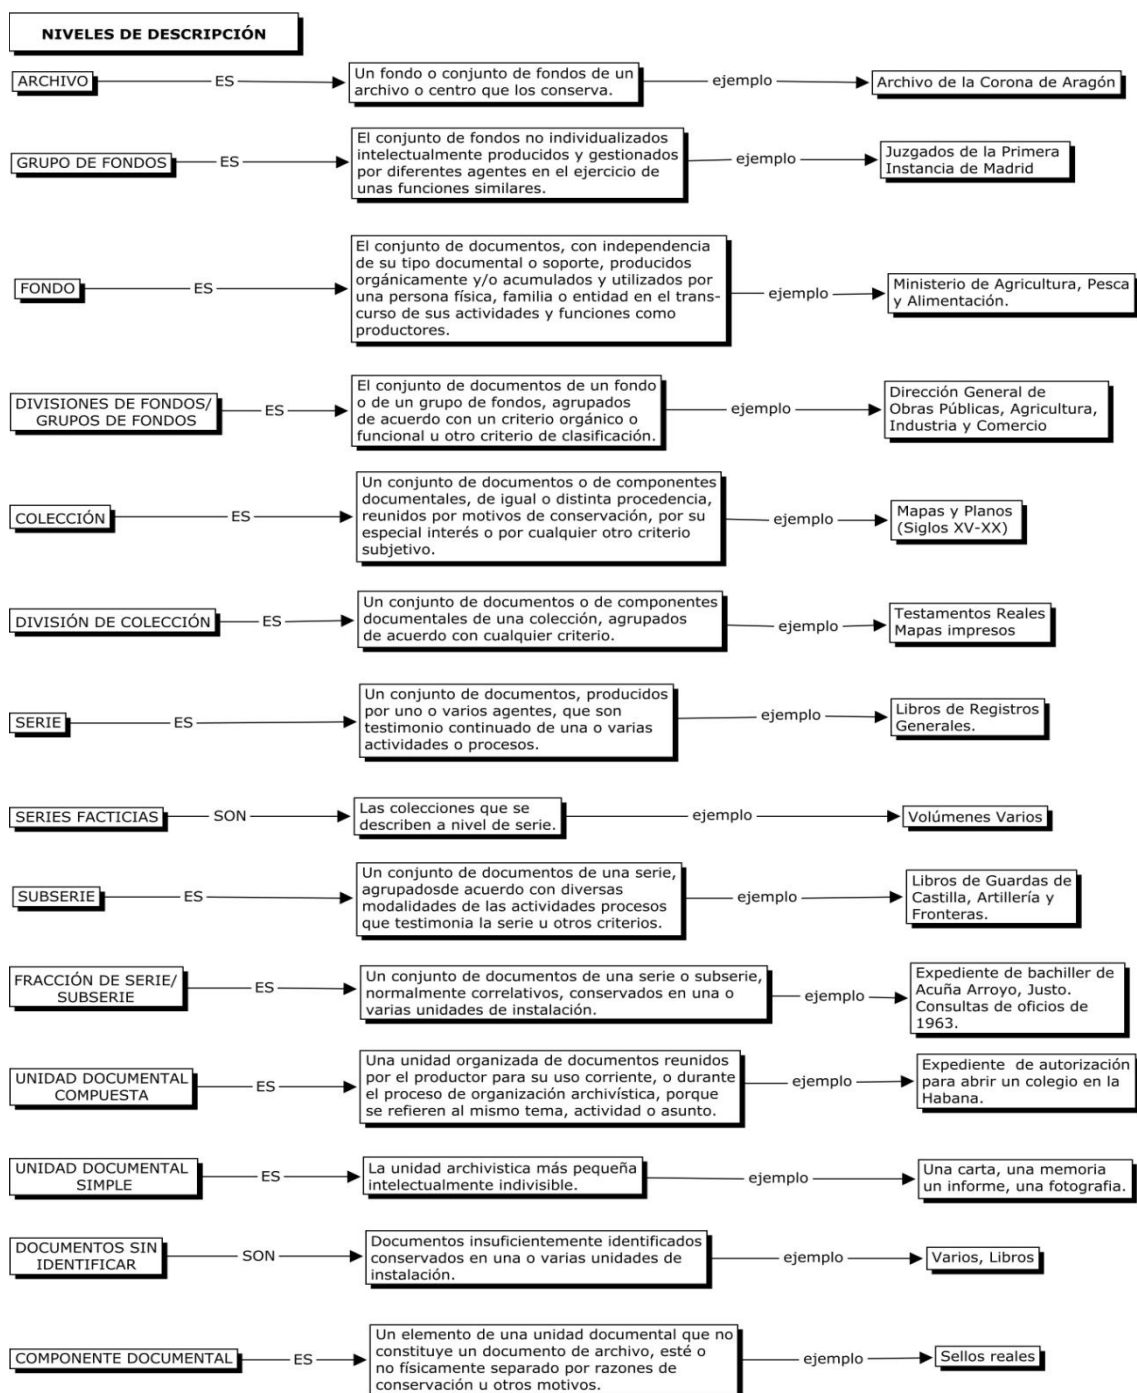 NIVELES DE DESCRIPCIÓN
ARCHIVO
ES
Un fondo o conjunto de fondos de un
archivo o centro que los conserva.
ejemplo
Archivo de la Corona de Aragón
GRUPO DE FONDOS
ES
El conjunto de fondos no individualizados
intelectualmente producidos y gestionados
por diferentes agentes en el ejercicio de
unas funciones similares.
ejemplo
Juzgados de la Primera
Instancia de Madrid
FONDO
ES
El conjunto de documentos, con independencia
de su tipo documental o soporte, producidos
orgánicamente y/o acumulados y utilizados por
una persona física, familia o entidad en el trans-
curso de sus actividades y funciones como
productores.
ejemplo
Ministerio de Agricultura, Pesca
y Alimentación.
DIVISIONES DE FONDOS/
GRUPOS DE FONDOS
ES
El conjunto de documentos de un fondo
o de un grupo de fondos, agrupados
de acuerdo con un criterio orgánico o
funcional u otro criterio de clasificación.
ejemplo
Dirección General de
Obras Públicas, Agricultura,
Industria y Comercio
COLECCIÓN
ES
Un conjunto de documentos o de componentes
documentales, de igual o distinta procedencia,
reunidos por motivos de conservación, por su
especial interés o por cualquier otro criterio
subjetivo.
ejemplo
Mapas y Planos
(Siglos XV-XX)
DIVISIÓN DE COLECCIÓN
ES
Un conjunto de documentos o de componentes
documentales de una colección, agrupados
de acuerdo con cualquier criterio.
ejemplo
Testamentos Reales
Mapas impresos
SERIE
ES
Un conjunto de documentos, producidos
por uno o varios agentes, que son
testimonio continuado de una o varias
actividades o procesos.
ejemplo
Libros de Registros
Generales.
SERIES FACTICIAS
SON
Las colecciones que se
describen a nivel de serie.
ejemplo
Volúmenes Varios
SUBSERIE
ES
Un conjunto de documentos de una serie,
agrupadosde acuerdo con diversas
modalidades de las actividades procesos
que testimonia la serie u otros criterios.
ejemplo
Libros de Guardas de
Castilla, Artillería y
Fronteras.
FRACCIÓN DE SERIE/
SUBSERIE
ES
Un conjunto de documentos de una serie o subserie,
normalmente correlativos, conservados en una o
varias unidades de instalación.
ejemplo
Expediente de bachiller de
Acuña Arroyo, Justo.
Consultas de oficios de
1963.
UNIDAD DOCUMENTAL
COMPUESTA
ES
Una unidad organizada de documentos reunidos
por el productor para su uso corriente, o durante
el proceso de organización archivística, porque
se refieren al mismo tema, actividad o asunto.
ejemplo
Expediente de autorización
para abrir un colegio en la
Habana.
UNIDAD DOCUMENTAL
SIMPLE
ES
La unidad archivistica más pequeña
intelectualmente indivisible.
ejemplo
Una carta, una memoria
un informe, una fotografia.
DOCUMENTOS SIN
IDENTIFICAR
SON
Documentos insuficientemente identificados
conservados en una o varias unidades de
instalación.
ejemplo
Varios, Libros
COMPONENTE DOCUMENTAL
ES
Un elemento de una unidad documental que no
constituye un documento de archivo, esté o
no físicamente separado por razones de
conservación u otros motivos.
ejemplo
Sellos reales